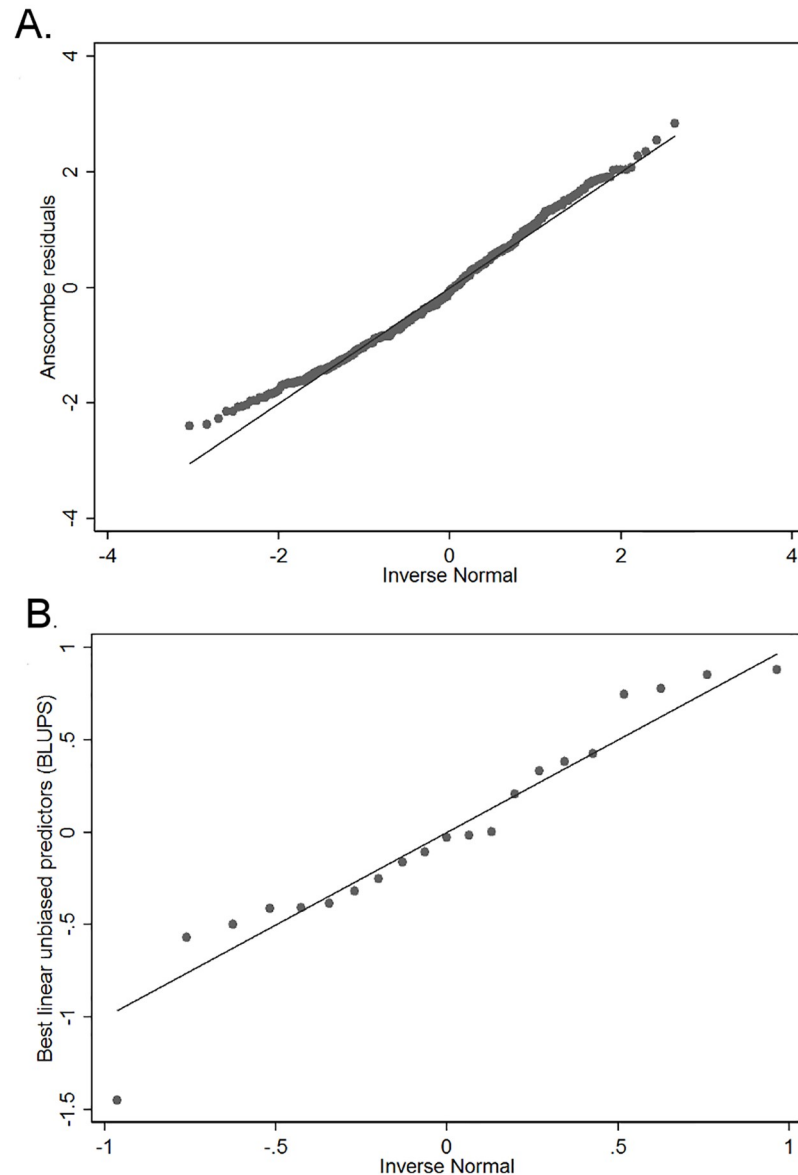 A.
4
2
0
-2
-4
Anscombe residuals
-4 -2 0 2 4
Inverse Normal
B.
1
.5
0
-.5
-1
-1.5
Best linear unbiased predictors (BLUPS)
-1 -.5 0 .5 1
Inverse Normal